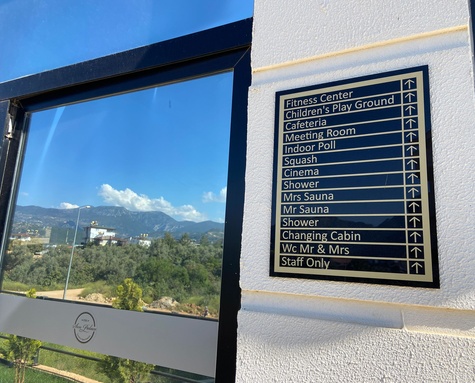 Fitness Center
Children's Play Ground
Cafeteria
Meeting Room
Indoor Poll
Squash
Cinema
Shower
Mrs Sauna
Mr Sauna
Shower
Changing Cabin
Wc Mr & Mrs
Staff Only